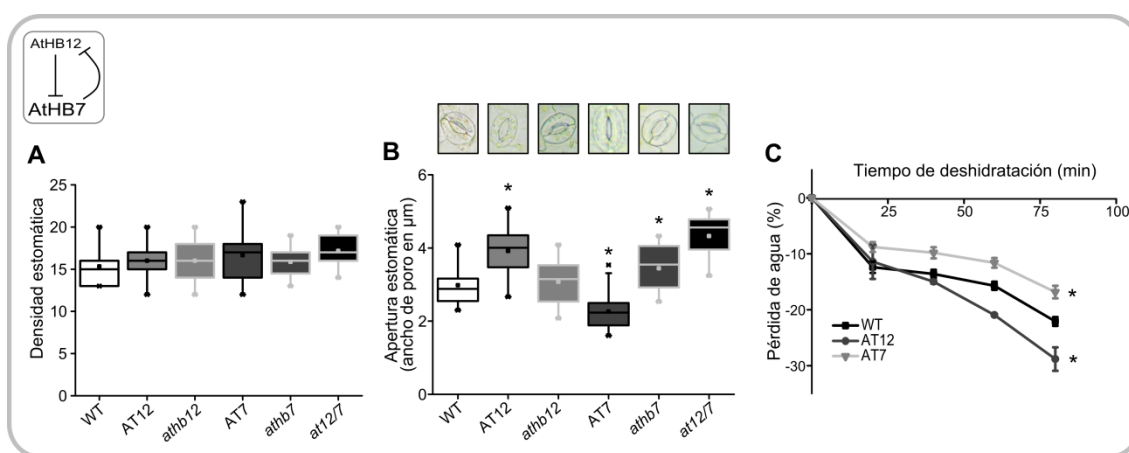 AtHB12
AtHB7
A
Densidad estomática
25
20
15
10
5
0
WT
AT12
athb12
AT7
athb7
at12/7
B
Apertura estomática
(ancho de poro en µm)
6
4
2
0
*
*
*
*
WT
AT12
athb12
AT7
athb7
at12/7
C
Tiempo de deshidratación (min)
25
50
75
100
Pérdida de agua (%)
0
-10
-20
-30
WT
AT12
AT7
*
*